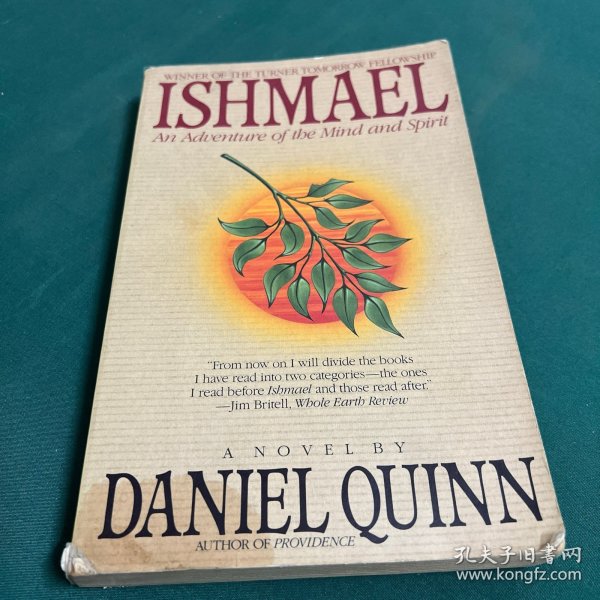 WINNER OF THE TURNER TOMORROW FELLOWSHIP
ISHMAEL
An Adventure of the Mind and Spirit
"From now on I will divide the books
I have read into two categories—the ones
I read before Ishmael and those read after."
—Jim Britell, Whole Earth Review
A NOVEL BY
DANIEL QUINN
AUTHOR OF PROVIDENCE
孔夫子旧书网
www.kongfz.com